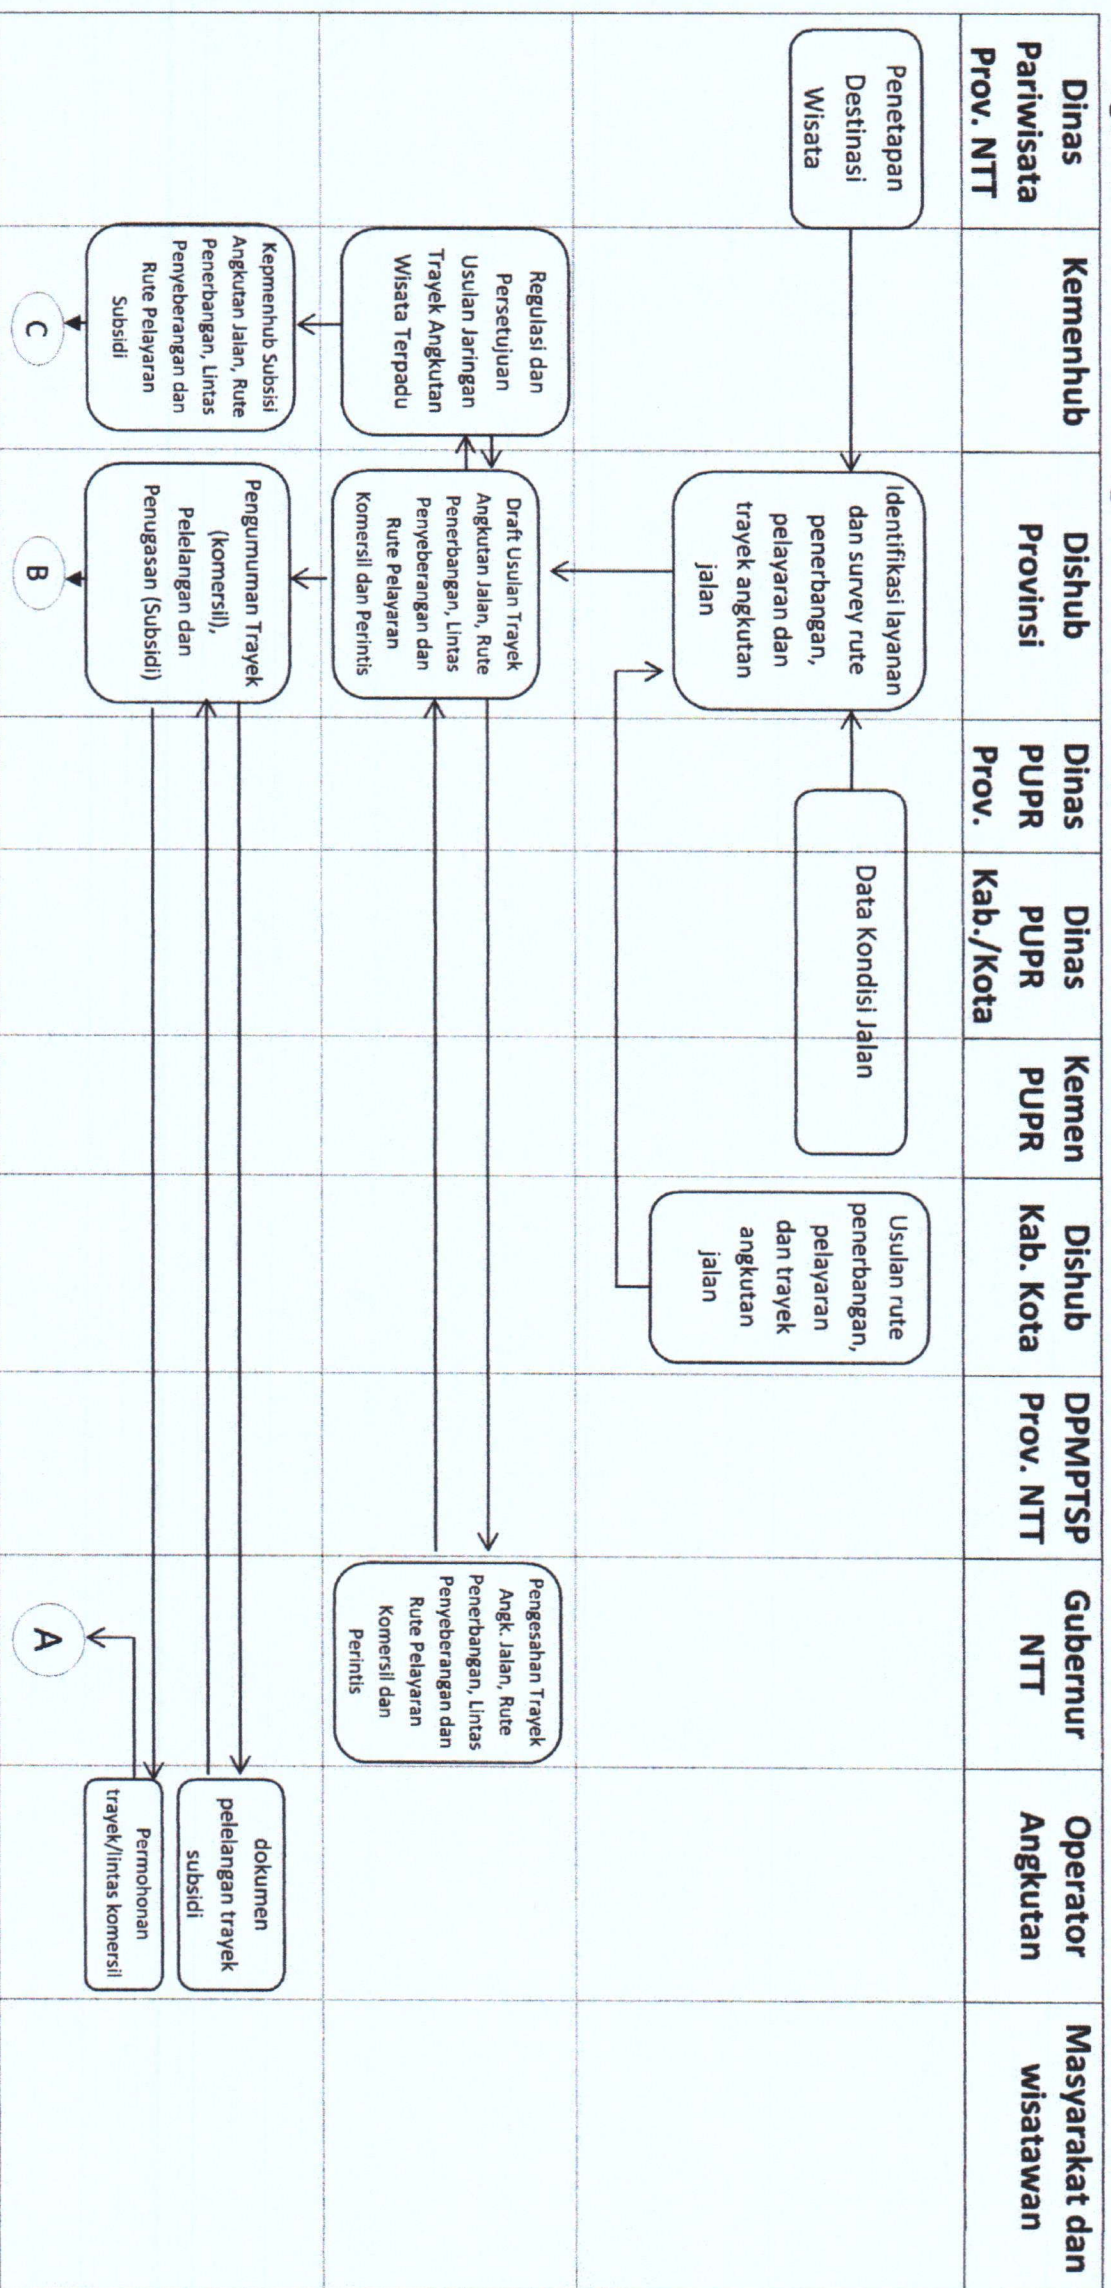 Dinas
Pariwisata
Prov. NTT
Kemenhub
Dishub
Provinsi
Dinas
PUPR
Prov.
Dinas
PUPR
Kab./Kota
Kemen
PUPR
Dishub
Kab. Kota
DPMPTSP
Prov. NTT
Gubernur
NTT
Operator
Angkutan
Masyarakat dan
wisatawan
Penetapan
Destinasi
Wisata
Identifikasi layanan
dan survey rute
penerbangan,
pelayaran dan
trayek angkutan
jalan
Data Kondisi Jalan
Usulan rute
penerbangan,
pelayaran
dan trayek
angkutan
jalan
Regulasi dan
Persetujuan
Usulan Jaringan
Trayek Angkutan
Wisata Terpadu
Draft Usulan Trayek
Angkutan Jalan, Rute
Penerbangan, Lintas
Penyeberangan dan
Rute Pelayaran
Komersil dan Perintis
Pengesahan Trayek
Angk. Jalan, Rute
Penerbangan, Lintas
Penyeberangan dan
Rute Pelayaran
Komersil dan
Perintis
Kepmenhub Subsisi
Angkutan Jalan, Rute
Penerbangan, Lintas
Penyeberangan dan
Rute Pelayaran
Subsidi
Pengumuman Trayek
(komersil),
Pelelangan dan
Penugasan (Subsidi)
dokumen
pelelangan trayek
subsidi
Permohonan
trayek/lintas komersil
C
B
A